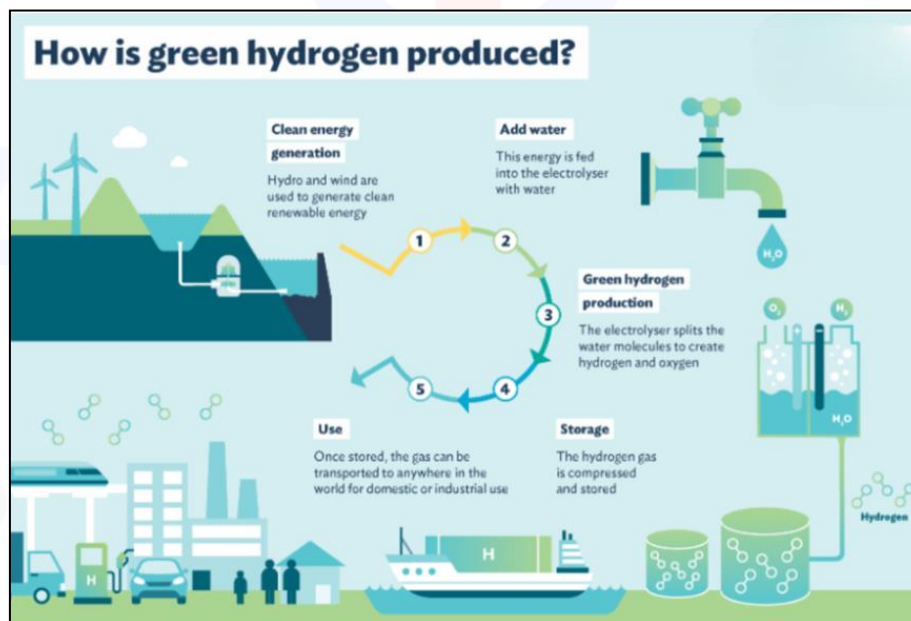 How is green hydrogen produced?
Clean energy
generation
Hydro and wind are
used to generate clean
renewable energy
Add water
This energy is fed
into the electrolyser
with water
H₂O
1
2
3
4
5
Green hydrogen
production
The electrolyser splits the
water molecules to create
hydrogen and oxygen
O₂
H₂
H₂O
Use
Once stored, the gas can be
transported to anywhere in the
world for domestic or industrial use
Storage
The hydrogen gas
is compressed
and stored
Hydrogen
H
H